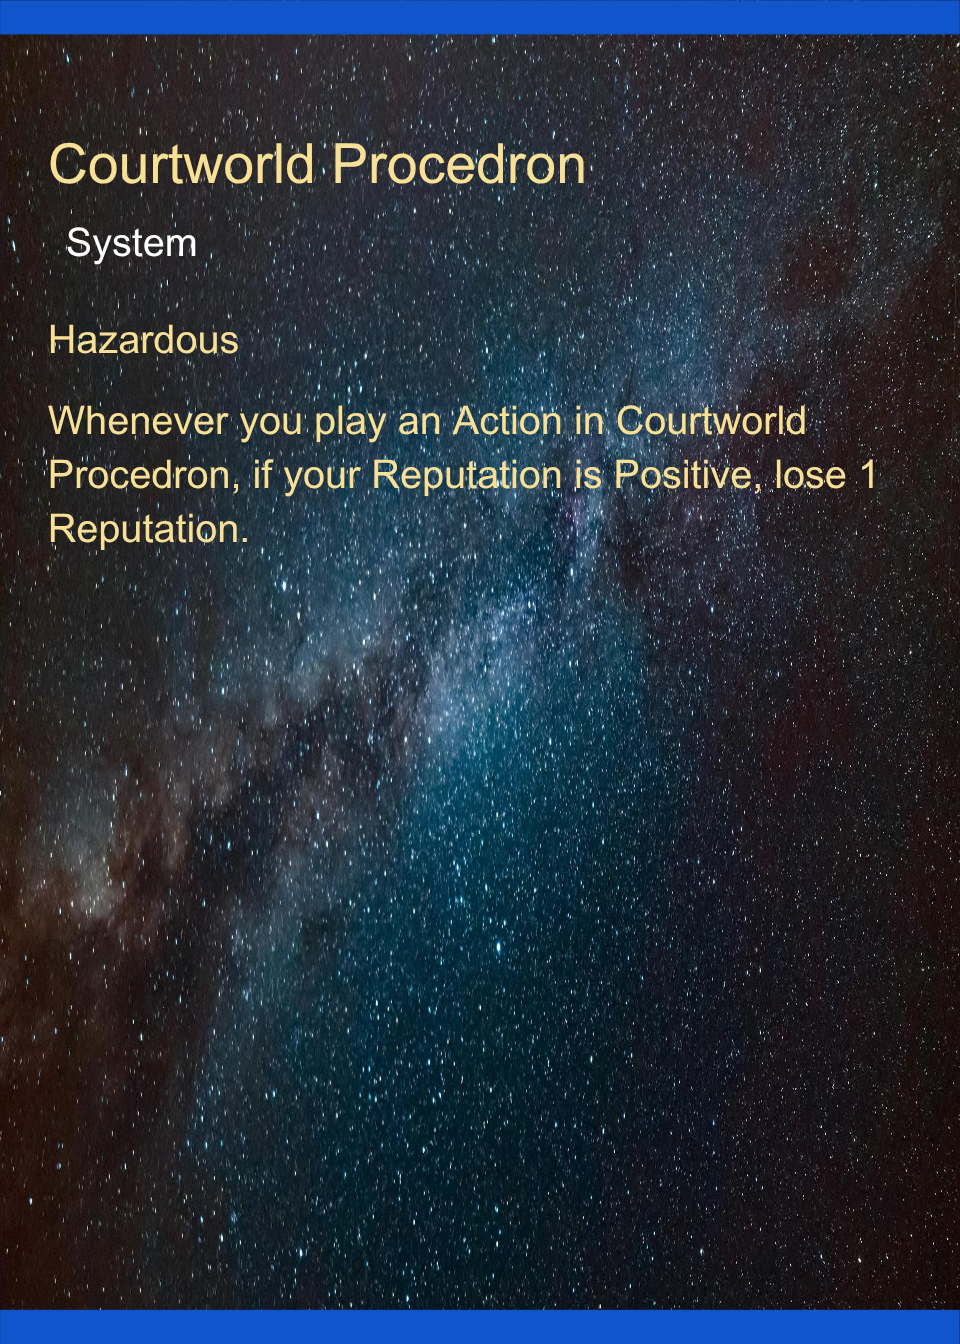 Courtworld Procedron
System
Hazardous
Whenever you play an Action in Courtworld
Procedron, if your Reputation is Positive, lose 1
Reputation.